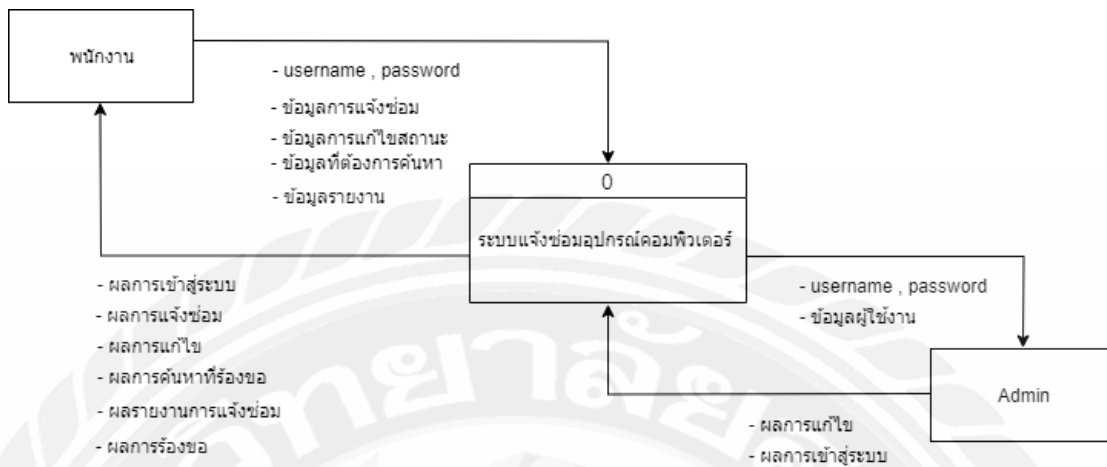 พนักงาน
- username , password
- ข้อมูลการแจ้งซ่อม
- ข้อมูลการแก้ไขสถานะ
- ข้อมูลที่ต้องการค้นหา
- ข้อมูลรายงาน
0
ระบบแจ้งซ่อมอุปกรณ์คอมพิวเตอร์
- ผลการเข้าสู่ระบบ
- ผลการแจ้งซ่อม
- ผลการแก้ไข
- ผลการค้นหาที่ร้องขอ
- ผลรายงานการแจ้งซ่อม
- ผลการร้องขอ
- username , password
- ข้อมูลผู้ใช้งาน
Admin
- ผลการแก้ไข
- ผลการเข้าสู่ระบบ